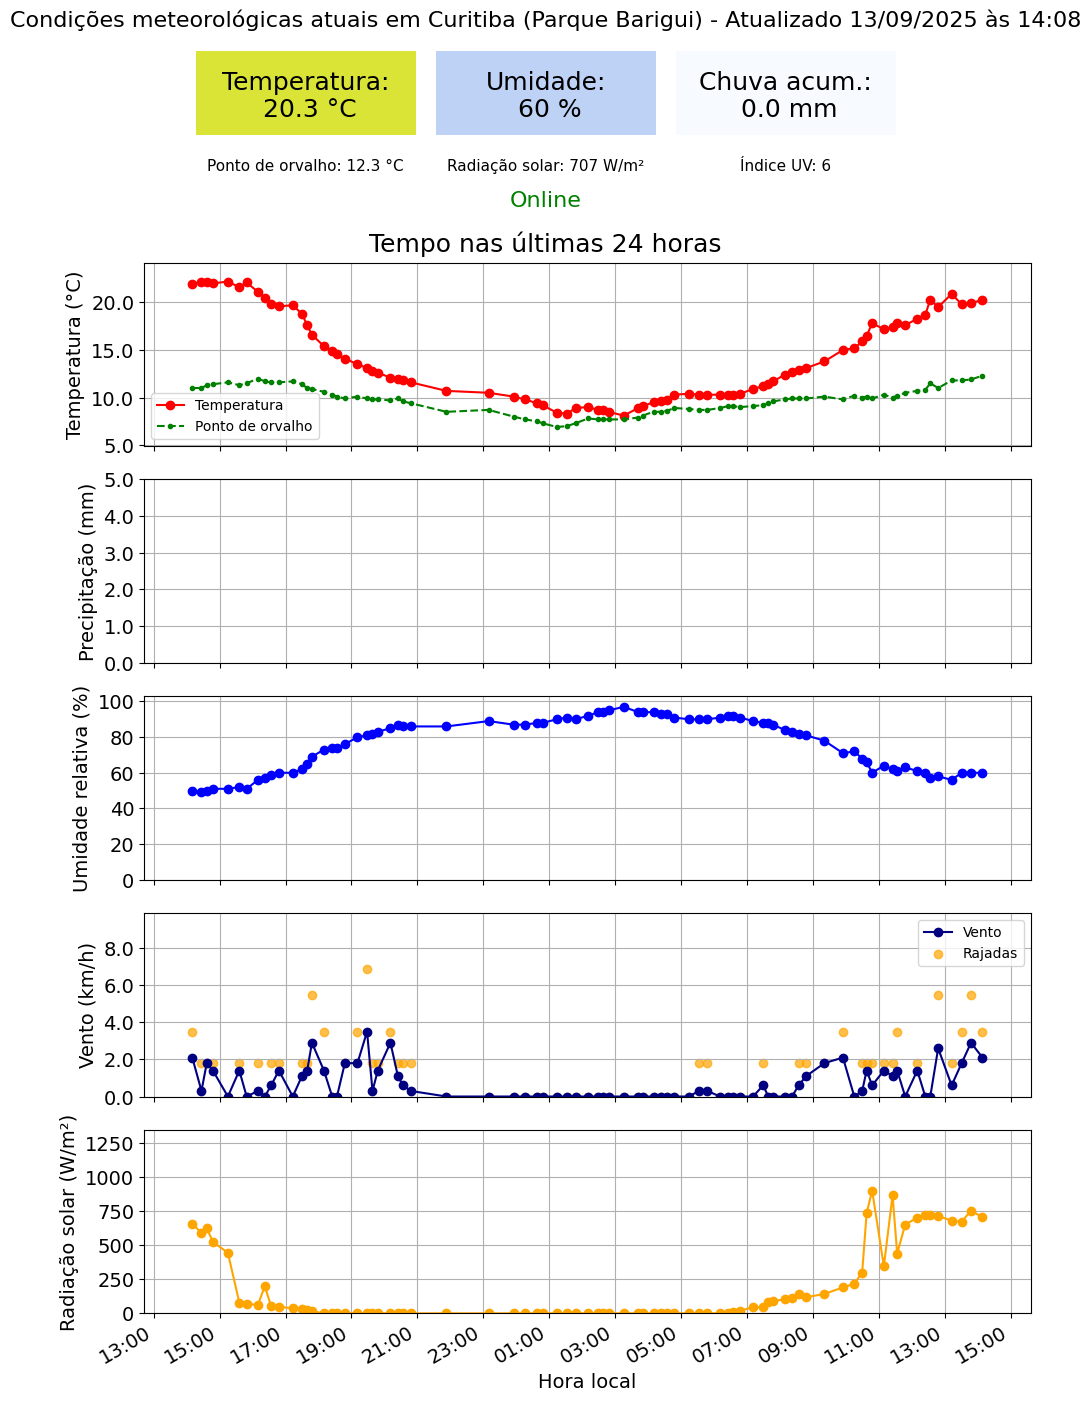 Condições meteorológicas atuais em Curitiba (Parque Barigui) - Atualizado 13/09/2025 às 14:08
Temperatura:
20.3 °C
Umidade:
60 %
Chuva acum.:
0.0 mm
Ponto de orvalho: 12.3 °C
Radiação solar: 707 W/m²
Índice UV: 6
Online
Tempo nas últimas 24 horas
Temperatura (°C)
20.0
15.0
10.0
5.0
Temperatura
Ponto de orvalho
Precipitação (mm)
5.0
4.0
3.0
2.0
1.0
0.0
Umidade relativa (%)
100
80
60
40
20
0
Vento (km/h)
8.0
6.0
4.0
2.0
0.0
Vento
Rajadas
Radiação solar (W/m²)
1250
1000
750
500
250
0
13:00
15:00
17:00
19:00
21:00
23:00
01:00
03:00
05:00
07:00
09:00
11:00
13:00
15:00
Hora local